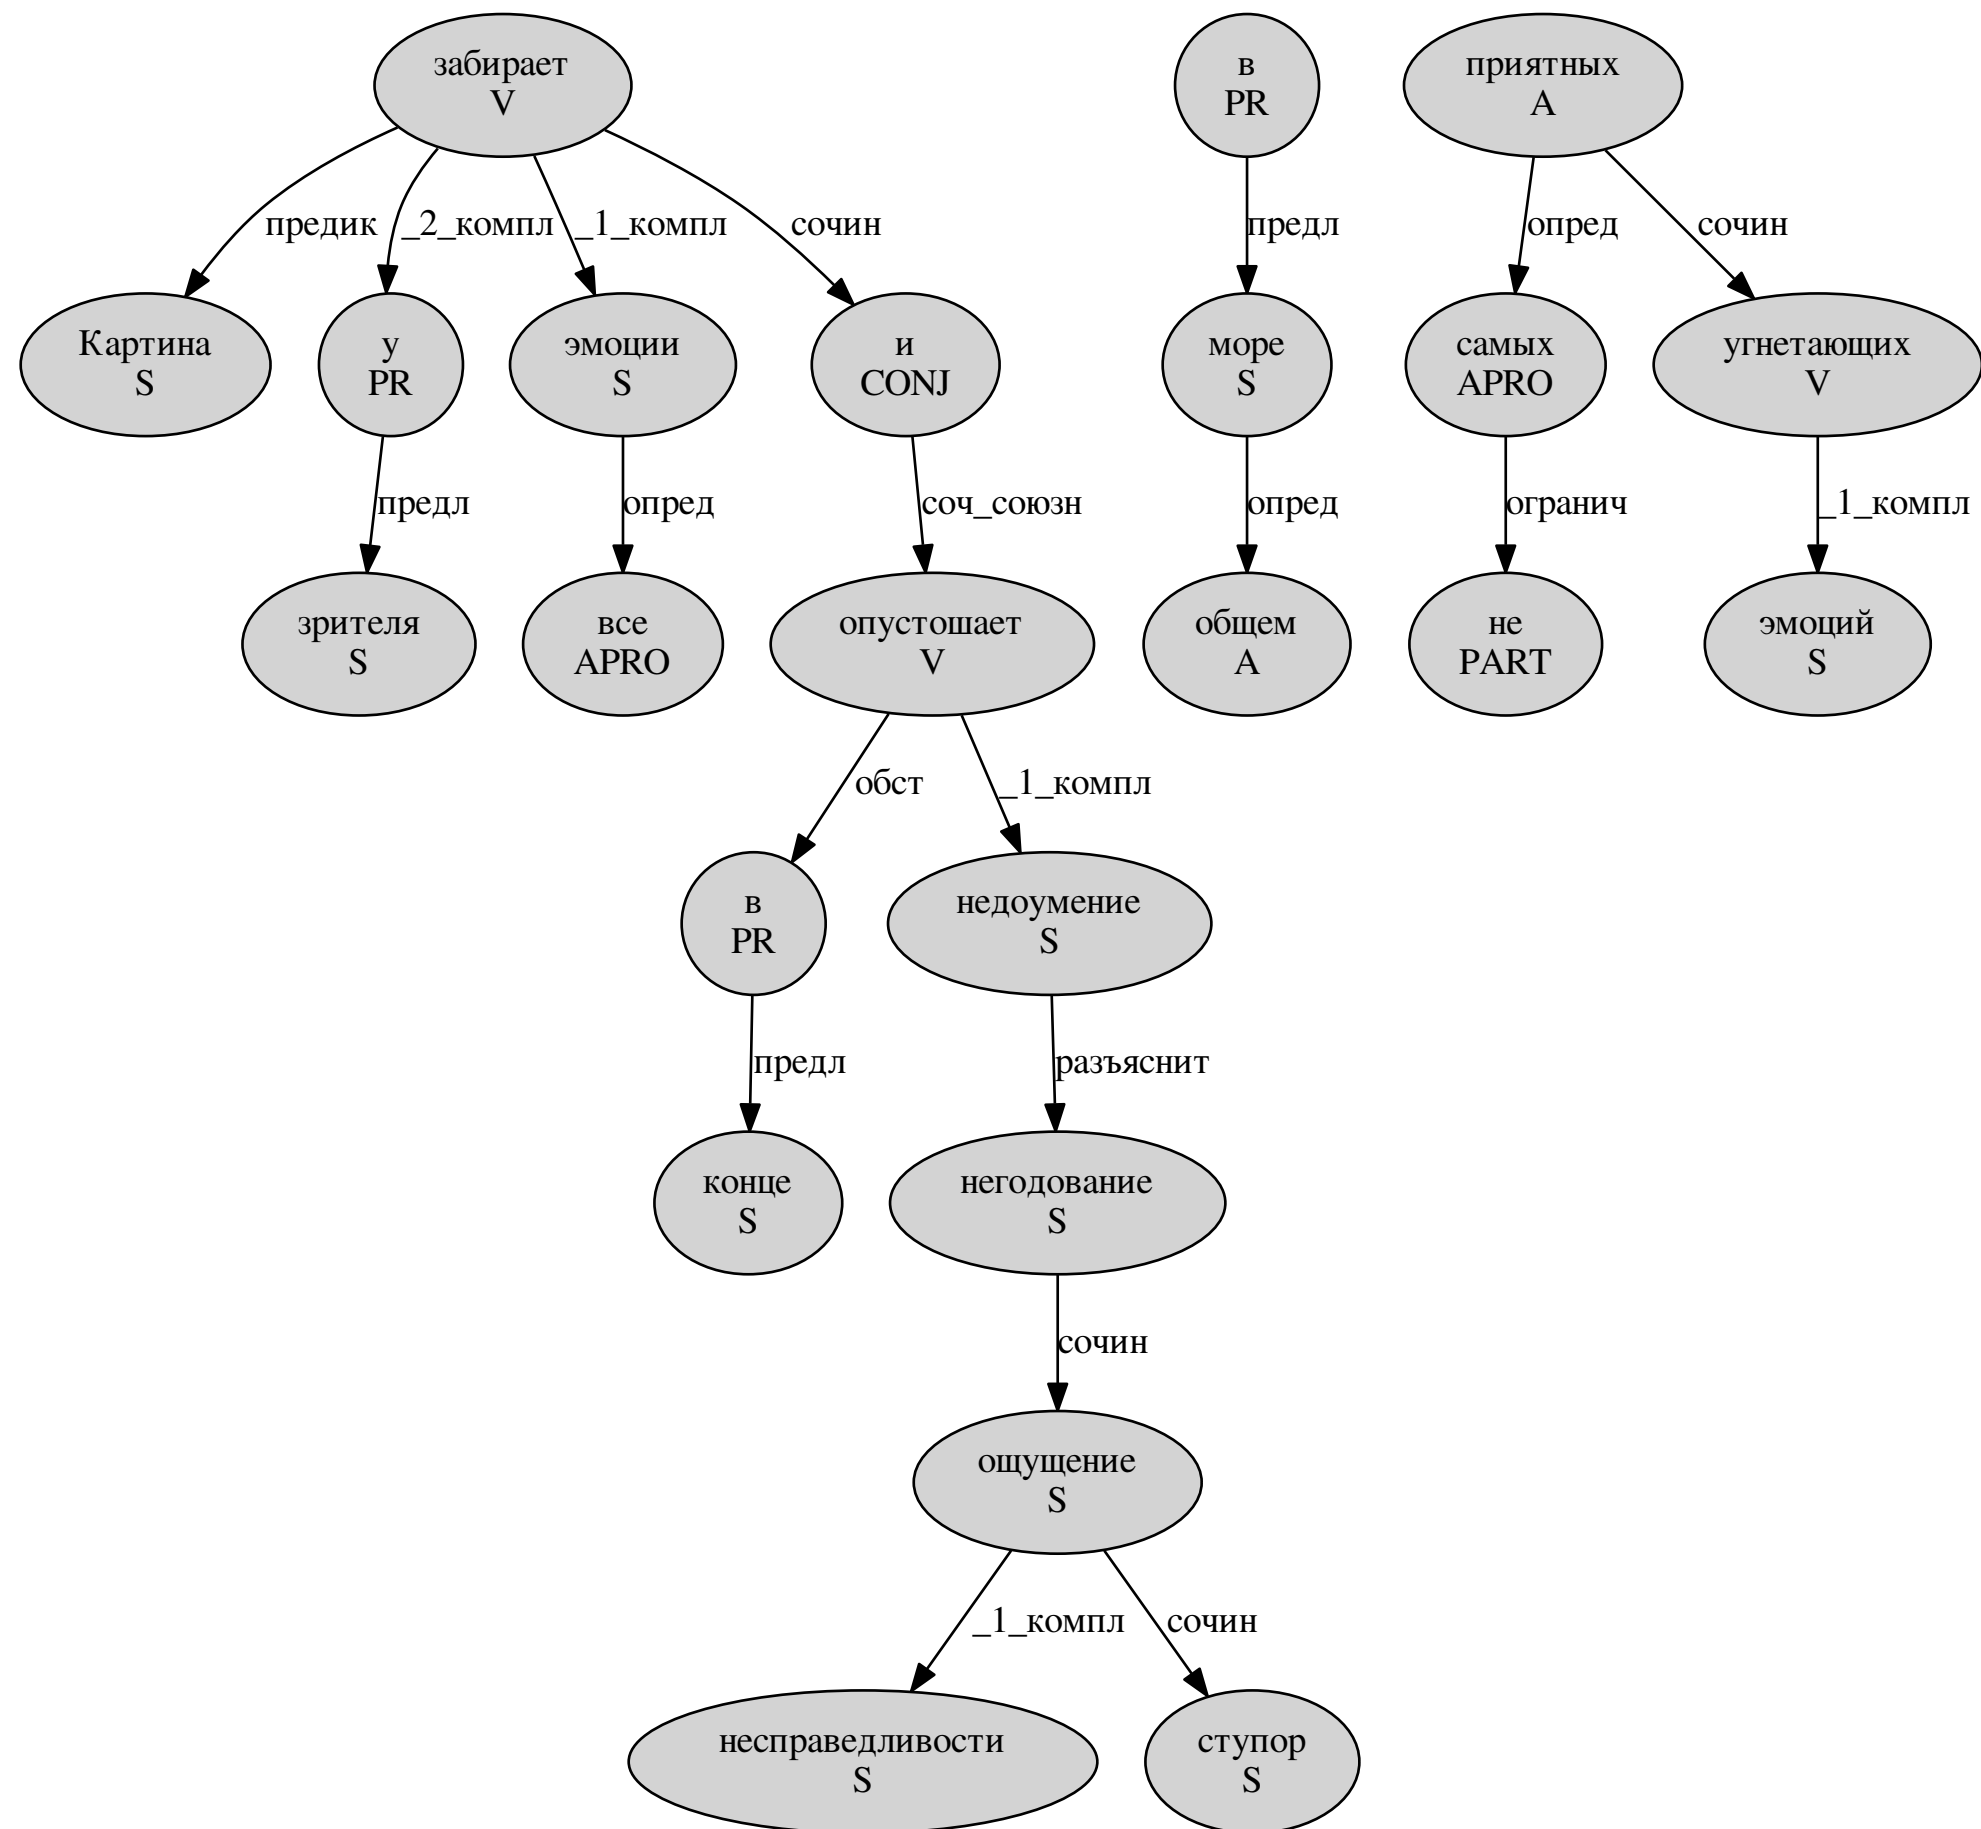 забирает
V
в
PR
приятных
A
предик
_2_компл
_1_компл
сочин
предл
опред
сочин
Картина
S
у
PR
эмоции
S
и
CONJ
море
S
самых
APRO
угнетающих
V
предл
опред
соч_союзн
опред
огранич
_1_компл
зрителя
S
все
APRO
опустошает
V
общем
A
не
PART
эмоций
S
обст
_1_компл
в
PR
недоумение
S
предл
разъяснит
конце
S
негодование
S
сочин
ощущение
S
_1_компл
сочин
несправедливости
S
ступор
S